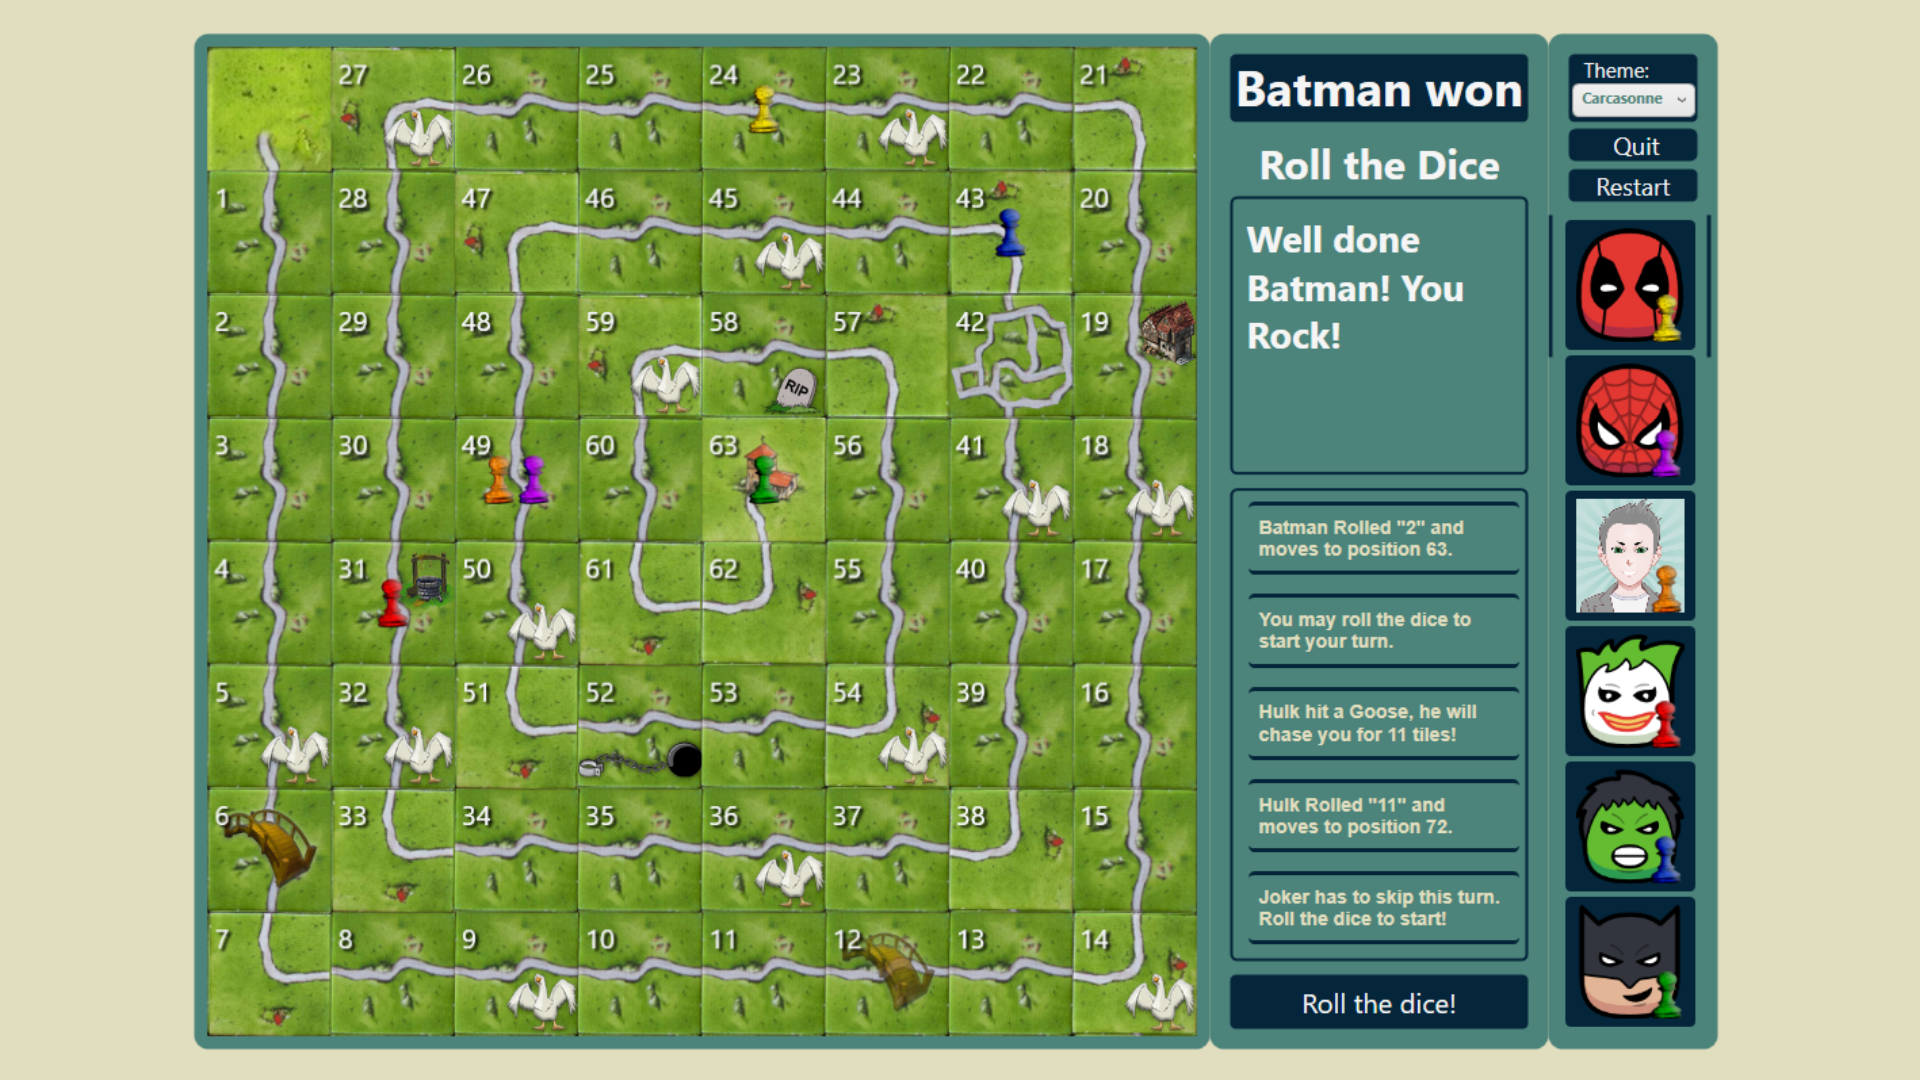 27 26 25 24 23 22 21
1 28 47 46 45 44 43 20
2 29 48 59 58 57 42 19
RIP
3 30 49 60 63 56 41 18
4 31 50 61 62 55 40 17
5 32 51 52 53 54 39 16
6 33 34 35 36 37 38 15
7 8 9 10 11 12 13 14
Batman won
Roll the Dice
Well done
Batman! You
Rock!
Batman Rolled "2" and
moves to position 63.
You may roll the dice to
start your turn.
Hulk hit a Goose, he will
chase you for 11 tiles!
Hulk Rolled "11" and
moves to position 72.
Joker has to skip this turn.
Roll the dice to start!
Roll the dice!
Theme:
Carcasonne
Quit
Restart